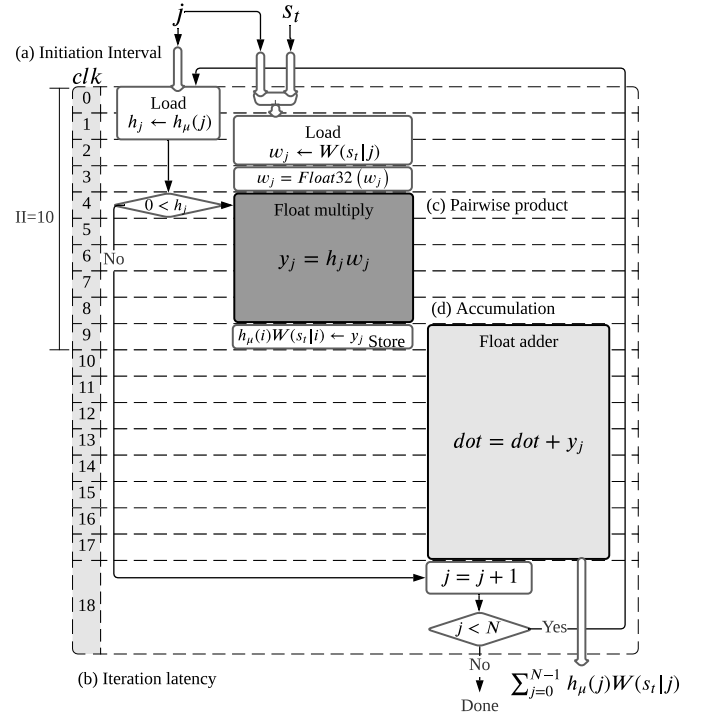 j
s_t
(a) Initiation Interval
clk
0
Load
h_j ← h_μ(j)
1
Load
2
w_j ← W(s_t|j)
3
w_j = Float32 (w_j)
4
0 < h_j
Float multiply
(c) Pairwise product
II=10
5
6
No
y_j = h_j w_j
7
8
(d) Accumulation
9
h_μ(i)W(s_t|i) ← y_j Store
Float adder
10
11
12
13
dot = dot + y_j
14
15
16
17
j = j + 1
18
j < N
Yes
No
(b) Iteration latency
∑_{j=0}^{N−1} h_μ(j)W(s_t|j)
Done